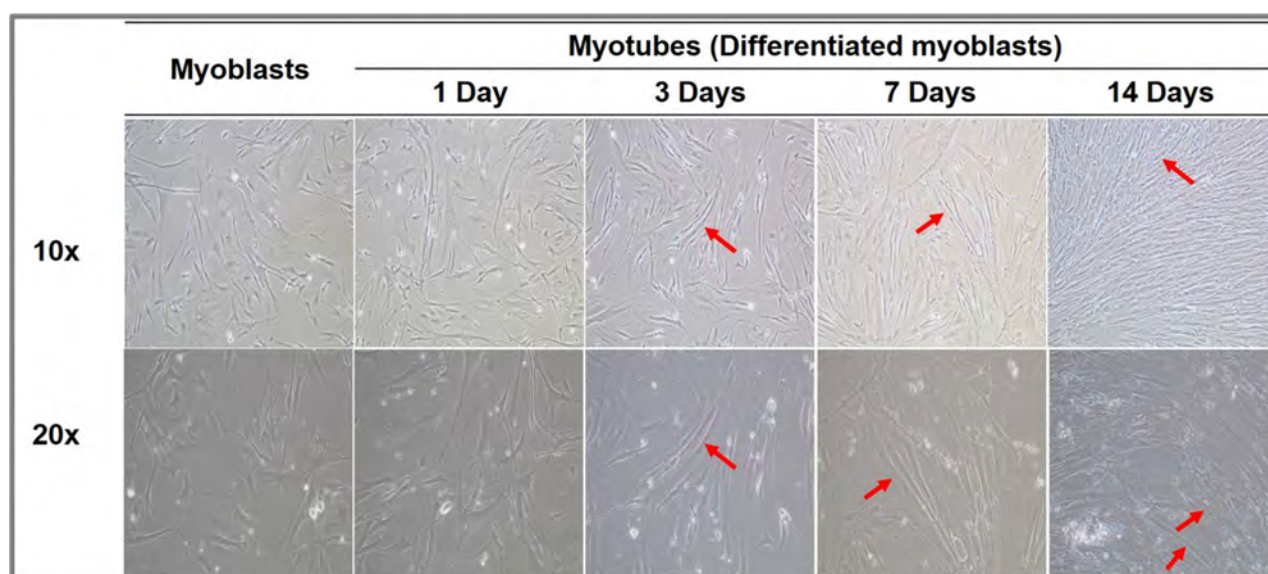 Myoblasts
Myotubes (Differentiated myoblasts)
1 Day
3 Days
7 Days
14 Days
10x
20x